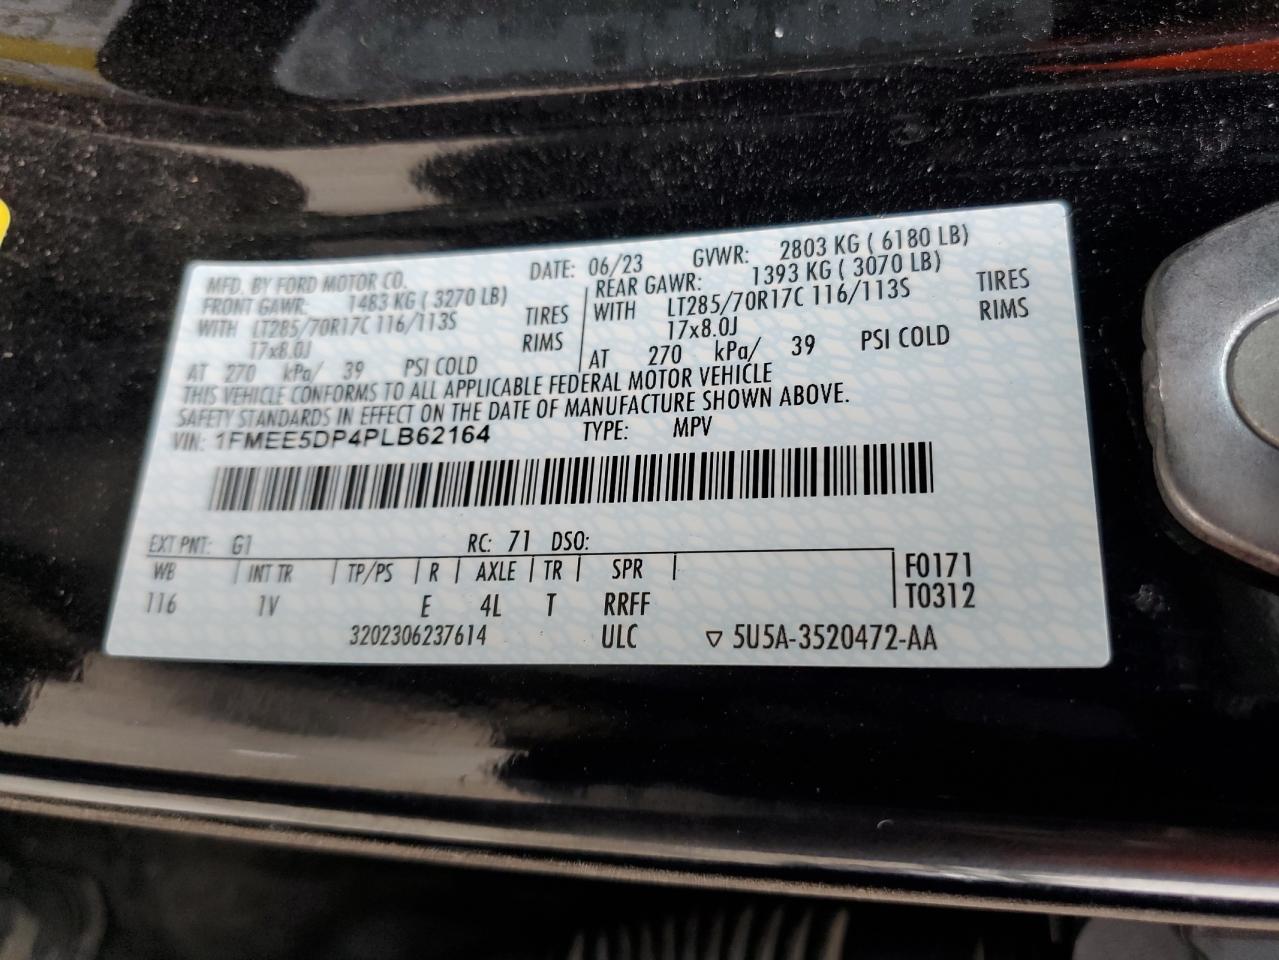 MFD. BY FORD MOTOR CO. DATE: 06/23 GVWR: 2803 KG ( 6180 LB)
FRONT GAWR: 1483 KG ( 3270 LB) REAR GAWR: 1393 KG ( 3070 LB)
WITH LT285/70R17C 116/113S TIRES WITH LT285/70R17C 116/113S TIRES
17x8.0J RIMS 17x8.0J RIMS
AT 270 kPa/ 39 PSI COLD AT 270 kPa/ 39 PSI COLD
THIS VEHICLE CONFORMS TO ALL APPLICABLE FEDERAL MOTOR VEHICLE
SAFETY STANDARDS IN EFFECT ON THE DATE OF MANUFACTURE SHOWN ABOVE.
VIN: 1FMEE5DP4PLB62164 TYPE: MPV
EXT PNT: G1 RC: 71 DSO:
WB INT TR TP/PS R AXLE TR SPR F0171
116 1V E 4L T RRFF T0312
3202306237614 ULC ▽ 5U5A-3520472-AA